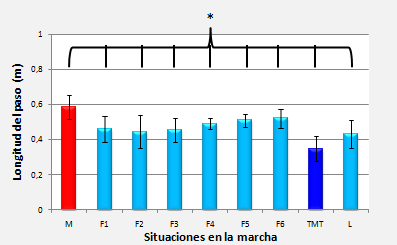 *
Longitud del paso (m)
1
0,8
0,6
0,4
0,2
0
M F1 F2 F3 F4 F5 F6 TMT L
Situaciones en la marcha